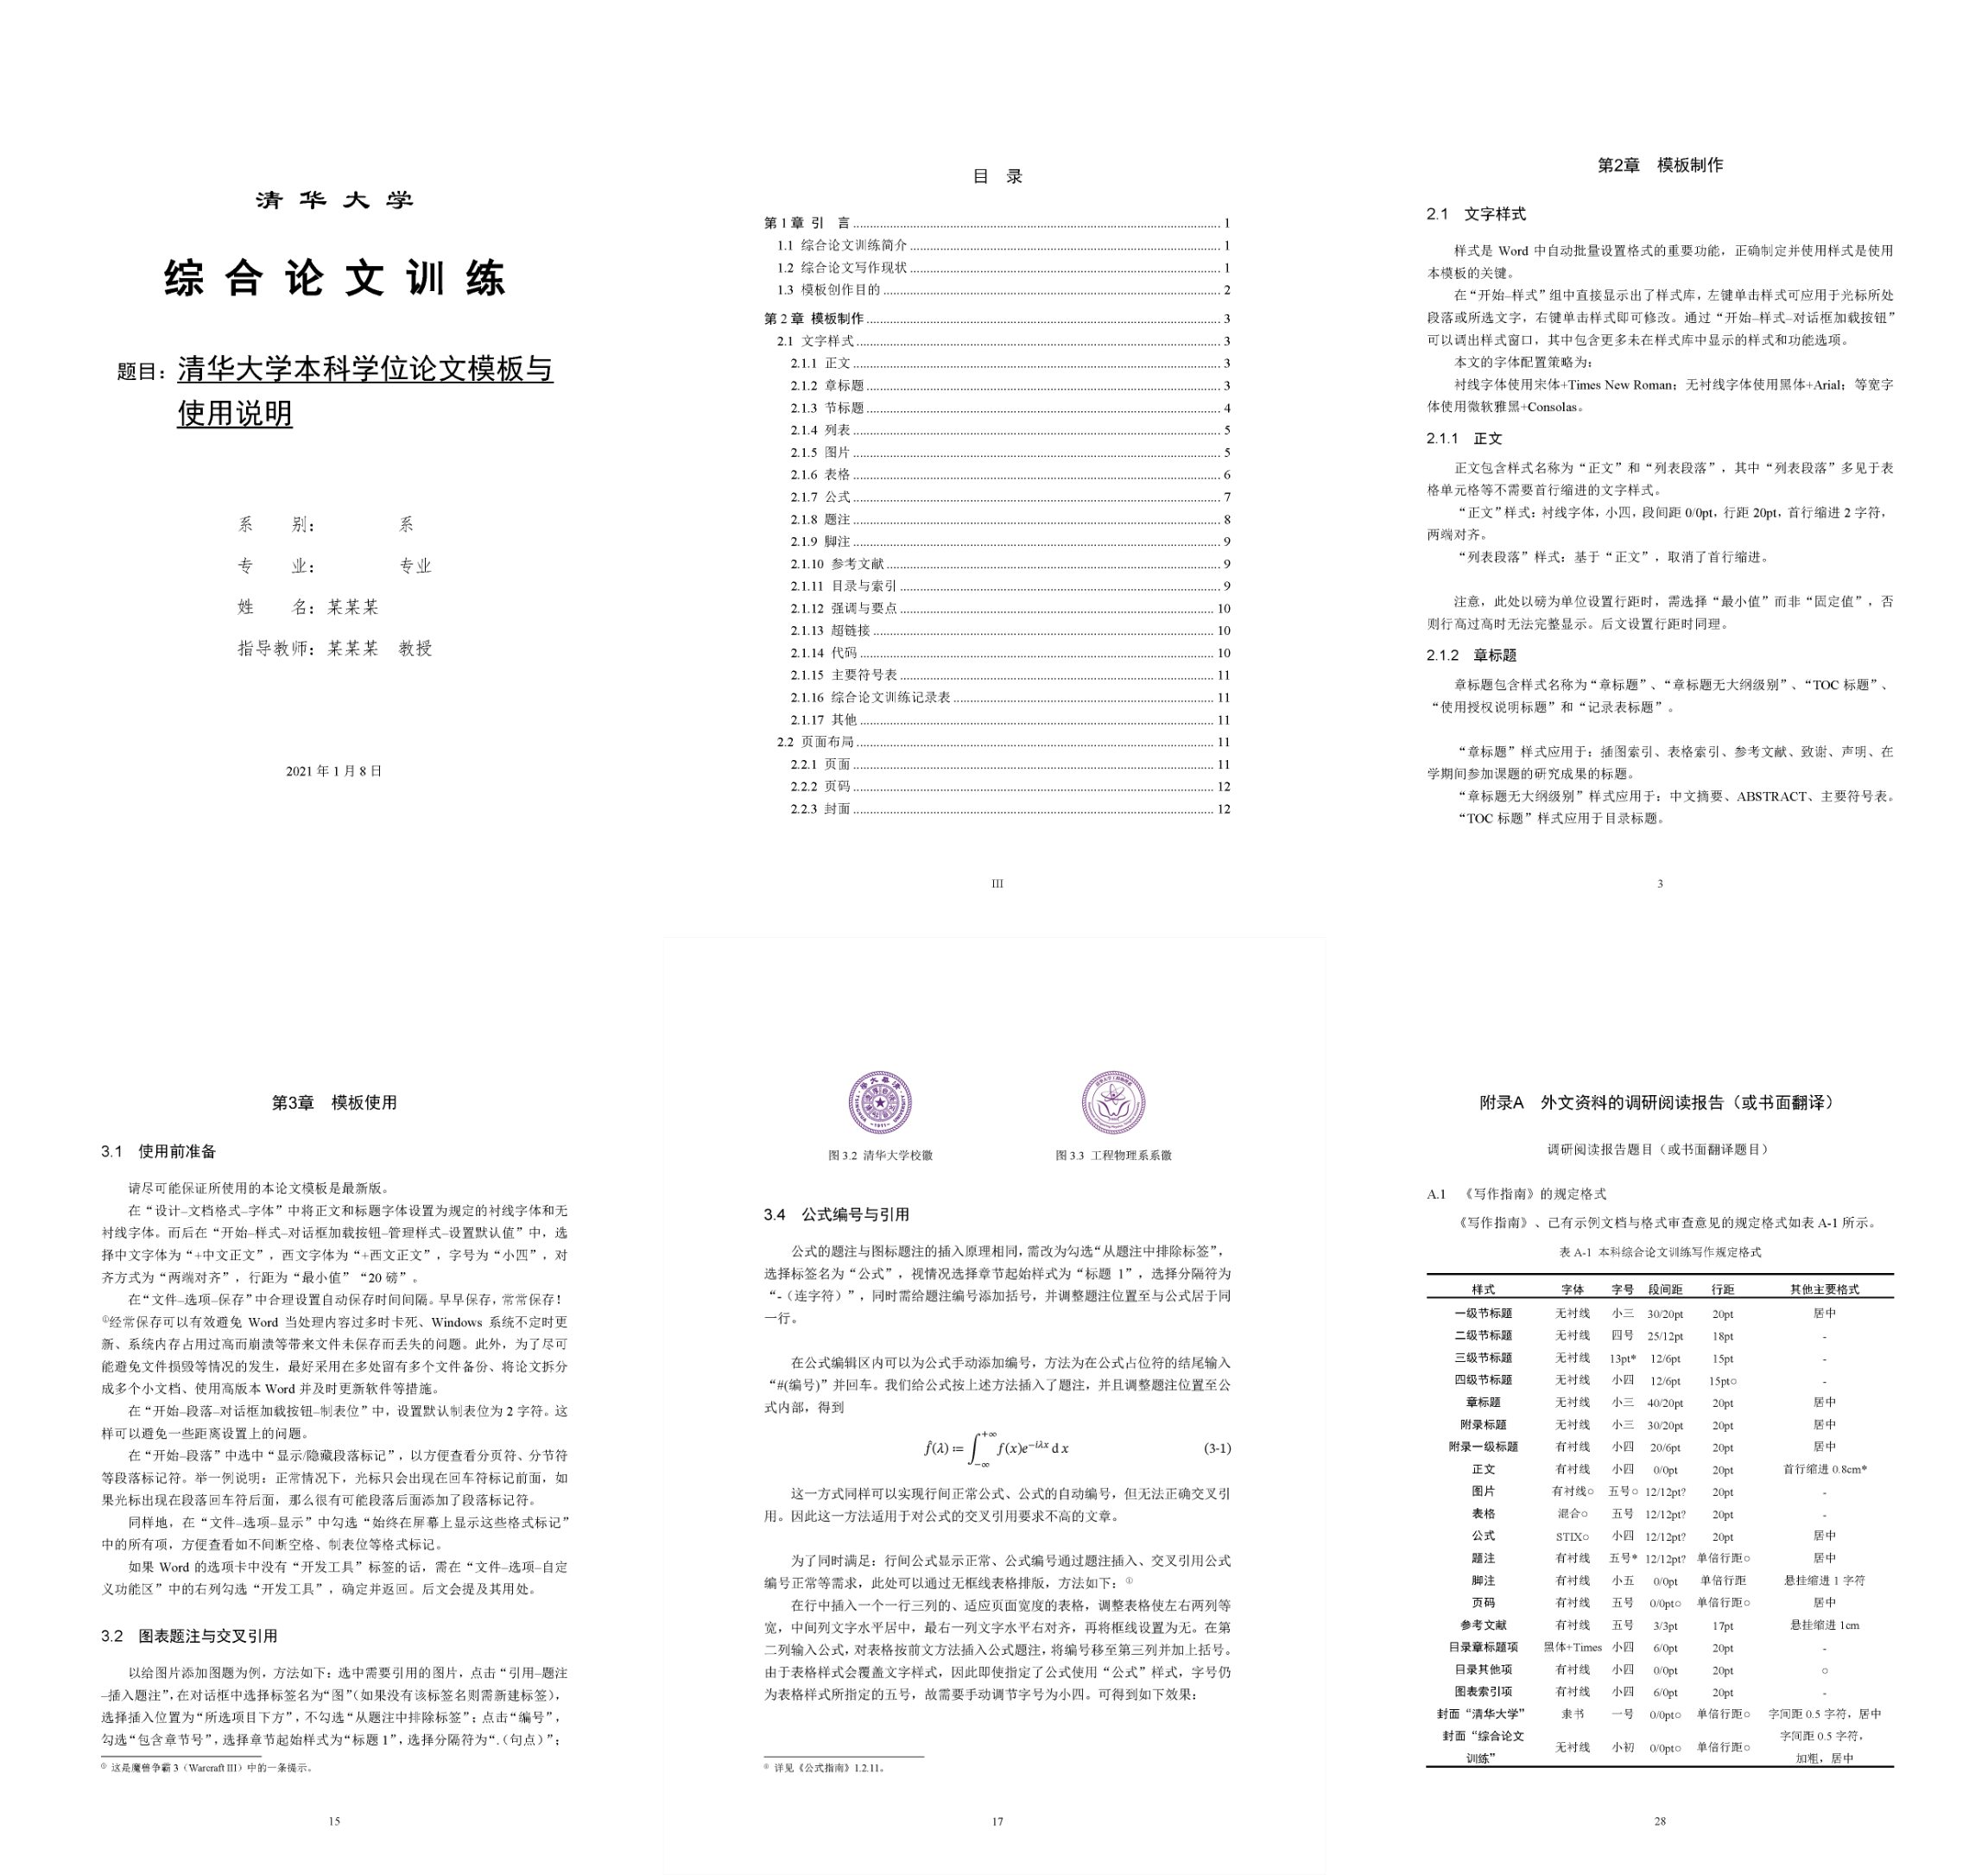 清 华 大 学
综 合 论 文 训 练
题目：清华大学本科学位论文模板与
使用说明
系　　别：　　　　系
专　　业：　　　　专业
姓　　名：某某某
指导教师：某某某　教授
2021 年 1 月 8 日
目　录
第 1 章 引　言 ........ 1
1.1 综合论文训练简介 ........ 1
1.2 综合论文写作现状 ........ 1
1.3 模板创作目的 ........ 2
第 2 章 模板制作 ........ 3
2.1 文字样式 ........ 3
2.1.1 正文 ........ 3
2.1.2 章标题 ........ 3
2.1.3 节标题 ........ 4
2.1.4 列表 ........ 5
2.1.5 图片 ........ 5
2.1.6 表格 ........ 6
2.1.7 公式 ........ 7
2.1.8 题注 ........ 8
2.1.9 脚注 ........ 9
2.1.10 参考文献 ........ 9
2.1.11 目录与索引 ........ 9
2.1.12 强调与要点 ........ 10
2.1.13 超链接 ........ 10
2.1.14 代码 ........ 10
2.1.15 主要符号表 ........ 11
2.1.16 综合论文训练记录表 ........ 11
2.1.17 其他 ........ 11
2.2 页面布局 ........ 11
2.2.1 页面 ........ 11
2.2.2 页码 ........ 12
2.2.3 封面 ........ 12
III
第2章　模板制作
2.1　文字样式
样式是 Word 中自动批量设置格式的重要功能，正确制定并使用样式是使用
本模板的关键。
在“开始–样式”组中直接显示出了样式库，左键单击样式可应用于光标所处
段落或所选文字，右键单击样式即可修改。通过“开始–样式–对话框加载按钮”
可以调出样式窗口，其中包含更多未在样式库中显示的样式和功能选项。
本文的字体配置策略为：
衬线字体使用宋体+Times New Roman；无衬线字体使用黑体+Arial；等宽字
体使用微软雅黑+Consolas。
2.1.1　正文
正文包含样式名称为“正文”和“列表段落”，其中“列表段落”多见于表
格单元格等不需要首行缩进的文字样式。
“正文”样式：衬线字体，小四，段间距 0/0pt，行距 20pt，首行缩进 2 字符，
两端对齐。
“列表段落”样式：基于“正文”，取消了首行缩进。
注意，此处以磅为单位设置行距时，需选择“最小值”而非“固定值”，否
则行高过高时无法完整显示。后文设置行距时同理。
2.1.2　章标题
章标题包含样式名称为“章标题”、“章标题无大纲级别”、“TOC 标题”、
“使用授权说明标题”和“记录表标题”。
“章标题”样式应用于：插图索引、表格索引、参考文献、致谢、声明、在
学期间参加课题的研究成果的标题。
“章标题无大纲级别”样式应用于：中文摘要、ABSTRACT、主要符号表。
“TOC 标题”样式应用于目录标题。
3
第3章　模板使用
3.1　使用前准备
请尽可能保证所使用的本论文模板是最新版。
在“设计–文档格式–字体”中将正文和标题字体设置为规定的衬线字体和无
衬线字体。而后在“开始–样式–对话框加载按钮–管理样式–设置默认值”中，选
择中文字体为“+中文正文”，西文字体为“+西文正文”，字号为“小四”，对
齐方式为“两端对齐”，行距为“最小值”“20 磅”。
在“文件–选项–保存”中合理设置自动保存时间间隔。早早保存，常常保存！
①经常保存可以有效避免 Word 当处理内容过多时卡死、Windows 系统不定时更
新、系统内存占用过高而崩溃等带来文件未保存而丢失的问题。此外，为了尽可
能避免文件损毁等情况的发生，最好采用在多处留有多个文件备份、将论文拆分
成多个小文档、使用高版本 Word 并及时更新软件等措施。
在“开始–段落–对话框加载按钮–制表位”中，设置默认制表位为 2 字符。这
样可以避免一些距离设置上的问题。
在“开始–段落”中选中“显示/隐藏段落标记”，以方便查看分页符、分节符
等段落标记符。举一例说明：正常情况下，光标只会出现在回车符标记前面，如
果光标出现在段落回车符后面，那么很有可能段落后面添加了段落标记符。
同样地，在“文件–选项–显示”中勾选“始终在屏幕上显示这些格式标记”
中的所有项，方便查看如不间断空格、制表位等格式标记。
如果 Word 的选项卡中没有“开发工具”标签的话，需在“文件–选项–自定
义功能区”中的右列勾选“开发工具”，确定并返回。后文会提及其用处。
3.2　图表题注与交叉引用
以给图片添加图题为例，方法如下：选中需要引用的图片，点击“引用–题注
–插入题注”，在对话框中选择标签名为“图”（如果没有该标签名则需新建标签），
选择插入位置为“所选项目下方”，不勾选“从题注中排除标签”；点击“编号”，
勾选“包含章节号”，选择章节起始样式为“标题 1”，选择分隔符为“.（句点）”；
① 这是魔兽争霸 3（Warcraft III）中的一条提示。
15
图 3.2 清华大学校徽
图 3.3 工程物理系系徽
3.4　公式编号与引用
公式的题注与图标题注的插入原理相同，需改为勾选“从题注中排除标签”，
选择标签名为“公式”，视情况选择章节起始样式为“标题 1”，选择分隔符为
“-（连字符）”，同时需给题注编号添加括号，并调整题注位置至与公式居于同
一行。
在公式编辑区内可以为公式手动添加编号，方法为在公式占位符的结尾输入
“#(编号)”并回车。我们给公式按上述方法插入了题注，并且调整题注位置至公
式内部，得到
f̂(λ) ≔ ∫_{−∞}^{+∞} f(x)e^{−iλx} d x　(3-1)
这一方式同样可以实现行间正常公式、公式的自动编号，但无法正确交叉引
用。因此这一方法适用于对公式的交叉引用要求不高的文章。
为了同时满足：行间公式显示正常、公式编号通过题注插入、交叉引用公式
编号正常等需求，此处可以通过无框线表格排版，方法如下：①
在行中插入一个一行三列的、适应页面宽度的表格，调整表格使左右两列等
宽，中间列文字水平居中，最右一列文字水平右对齐，再将框线设置为无。在第
二列输入公式，对表格按前文方法插入公式题注，将编号移至第三列并加上括号。
由于表格样式会覆盖文字样式，因此即使指定了公式使用“公式”样式，字号仍
为表格样式所指定的五号，故需要手动调节字号为小四。可得到如下效果：
① 详见《公式指南》1.2.11。
17
附录A　外文资料的调研阅读报告（或书面翻译）
调研阅读报告题目（或书面翻译题目）
A.1　《写作指南》的规定格式
《写作指南》、已有示例文档与格式审查意见的规定格式如表 A-1 所示。
表 A-1 本科综合论文训练写作规定格式
样式　字体　字号　段间距　行距　其他主要格式
一级节标题　无衬线　小三　30/20pt　20pt　居中
二级节标题　无衬线　四号　25/12pt　18pt　-
三级节标题　无衬线　13pt*　12/6pt　15pt　-
四级节标题　无衬线　小四　12/6pt　15pt○　-
章标题　无衬线　小三　40/20pt　20pt　居中
附录标题　无衬线　小三　30/20pt　20pt　居中
附录一级标题　有衬线　小四　20/6pt　20pt　居中
正文　有衬线　小四　0/0pt　20pt　首行缩进 0.8cm*
图片　有衬线○　五号○　12/12pt?　20pt　-
表格　混合○　五号　12/12pt?　20pt　-
公式　STIX○　小四　12/12pt?　20pt　居中
题注　有衬线　五号*　12/12pt?　单倍行距○　居中
脚注　有衬线　小五　0/0pt　单倍行距　悬挂缩进 1 字符
页码　有衬线　五号　0/0pt○　单倍行距○　居中
参考文献　有衬线　五号　3/3pt　17pt　悬挂缩进 1cm
目录章标题项　黑体+Times　小四　6/0pt　20pt　-
目录其他项　有衬线　小四　0/0pt　20pt　○
图表索引项　有衬线　小四　6/0pt　20pt　-
封面“清华大学”　隶书　一号　0/0pt○　单倍行距○　字间距 0.5 字符，居中
封面“综合论文训练”　无衬线　小初　0/0pt○　单倍行距○　字间距 0.5 字符，加粗，居中
28